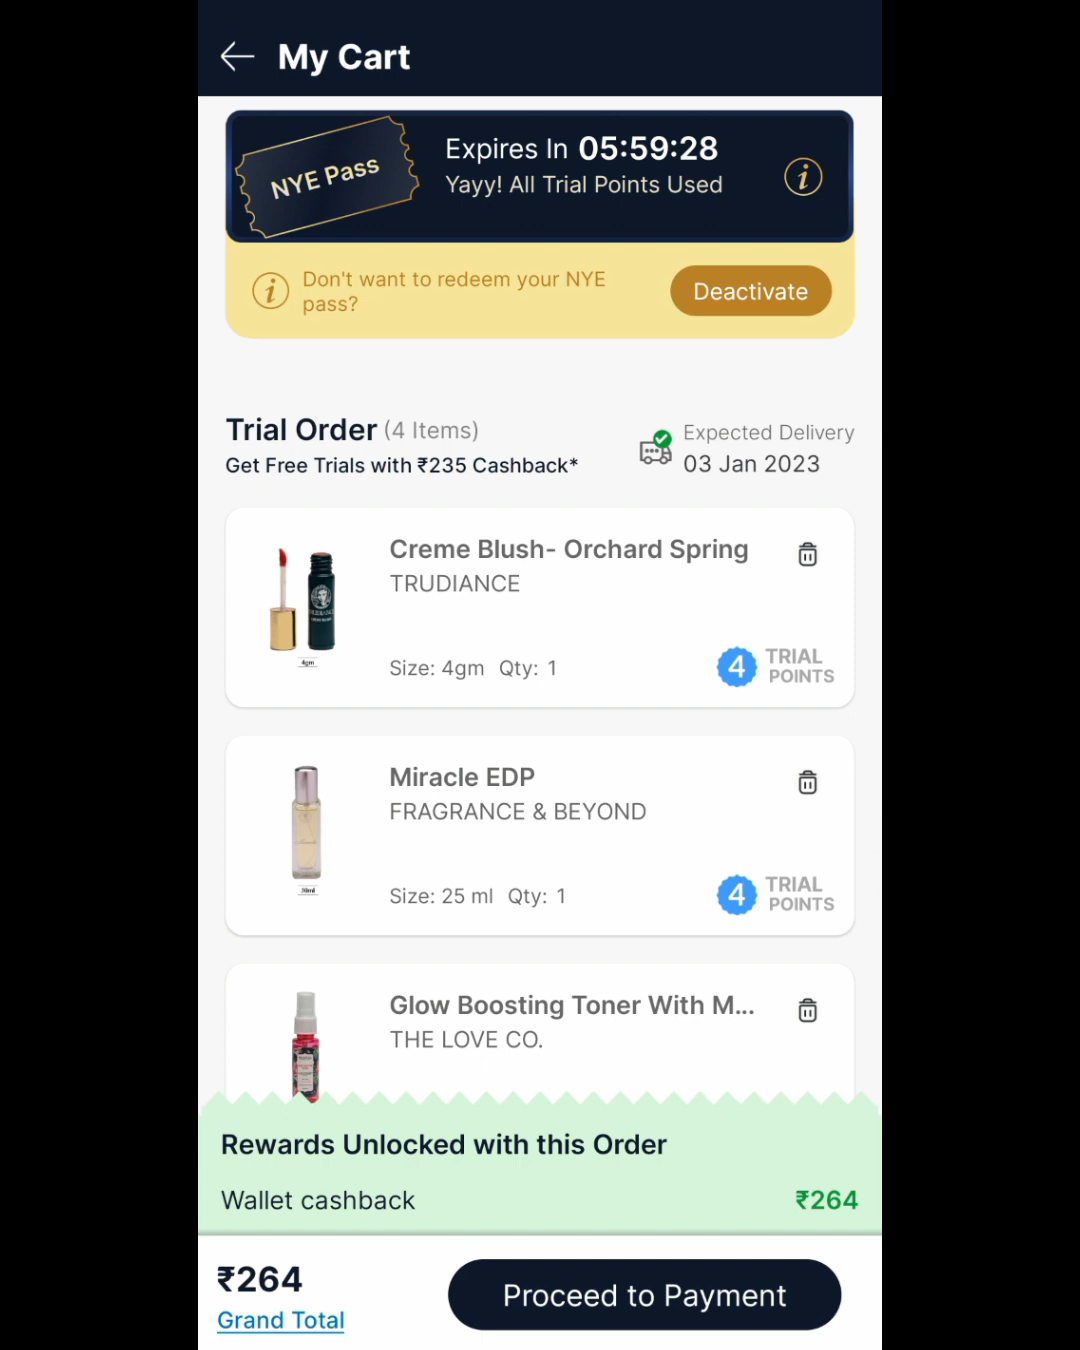 My Cart
NYE Pass
Expires In 05:59:28
Yayy! All Trial Points Used
Don't want to redeem your NYE
pass?
Deactivate
Trial Order (4 Items)
Get Free Trials with ₹235 Cashback*
Expected Delivery
03 Jan 2023
Creme Blush- Orchard Spring
TRUDIANCE
4gm
Size: 4gm Qty: 1
4 TRIAL
POINTS
Miracle EDP
FRAGRANCE & BEYOND
30ml
Size: 25 ml Qty: 1
4 TRIAL
POINTS
Glow Boosting Toner With M...
THE LOVE CO.
Rewards Unlocked with this Order
Wallet cashback ₹264
₹264
Grand Total
Proceed to Payment